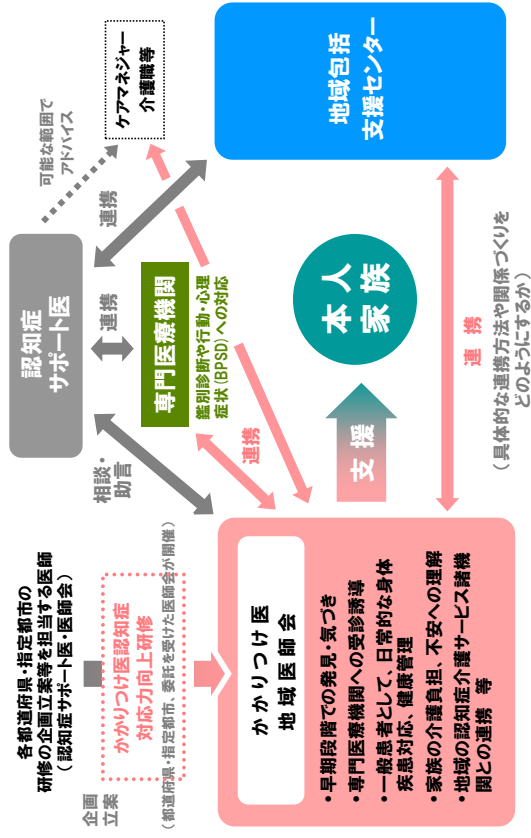 各都道府県・指定都市の
研修の企画立案等を担当する医師
（認知症サポート医・医師会）
企画
立案
かかりつけ医認知症
対応力向上研修
（都道府県・指定都市、委託を受けた医師会が開催）
かかりつけ医
地域医師会
・早期段階での発見・気づき
・専門医療機関への受診誘導
・一般患者として、日常的な身体
疾患対応、健康管理
・家族の介護負担、不安への理解
・地域の認知症介護サービス諸機
関との連携 等
認知症
サポート医
相談・
助言
連携
連携
可能な範囲で
アドバイス
ケアマネジャー
介護職等
専門医療機関
鑑別診断や行動・心理
症状（BPSD）への対応
連携
支援
本人
家族
地域包括
支援センター
連 携
（具体的な連携方法や関係づくりを
どのようにするか）